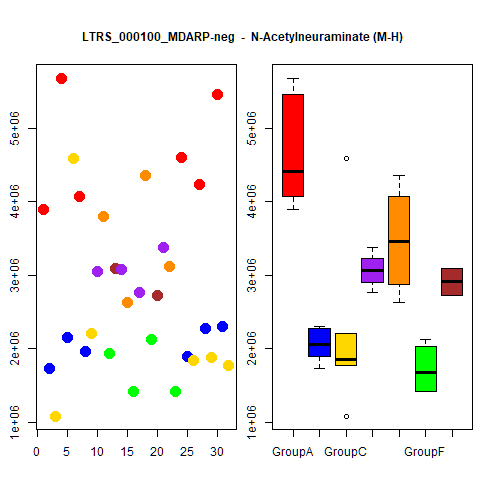 LTRS_000100_MDARP-neg - N-Acetylneuraminate (M-H)
5e+06
4e+06
3e+06
2e+06
1e+06
0 5 10 15 20 25 30
5e+06
4e+06
3e+06
2e+06
1e+06
GroupA GroupC GroupF